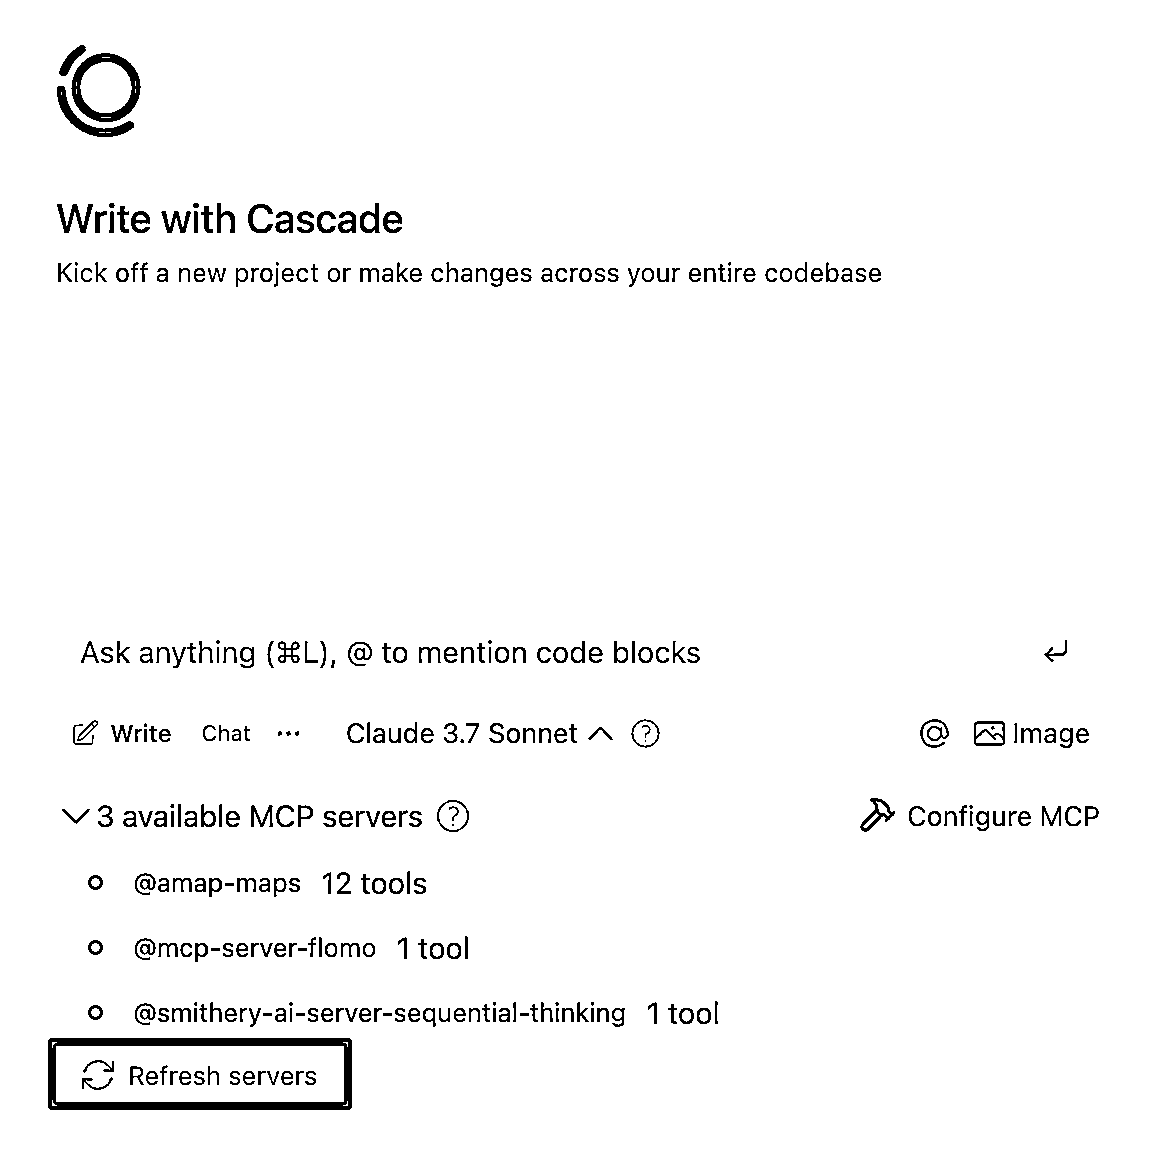 Write with Cascade
Kick off a new project or make changes across your entire codebase
Ask anything (⌘L), @ to mention code blocks
Write Chat ··· Claude 3.7 Sonnet ? @ Image
3 available MCP servers ? Configure MCP
@amap-maps 12 tools
@mcp-server-flomo 1 tool
@smithery-ai-server-sequential-thinking 1 tool
Refresh servers